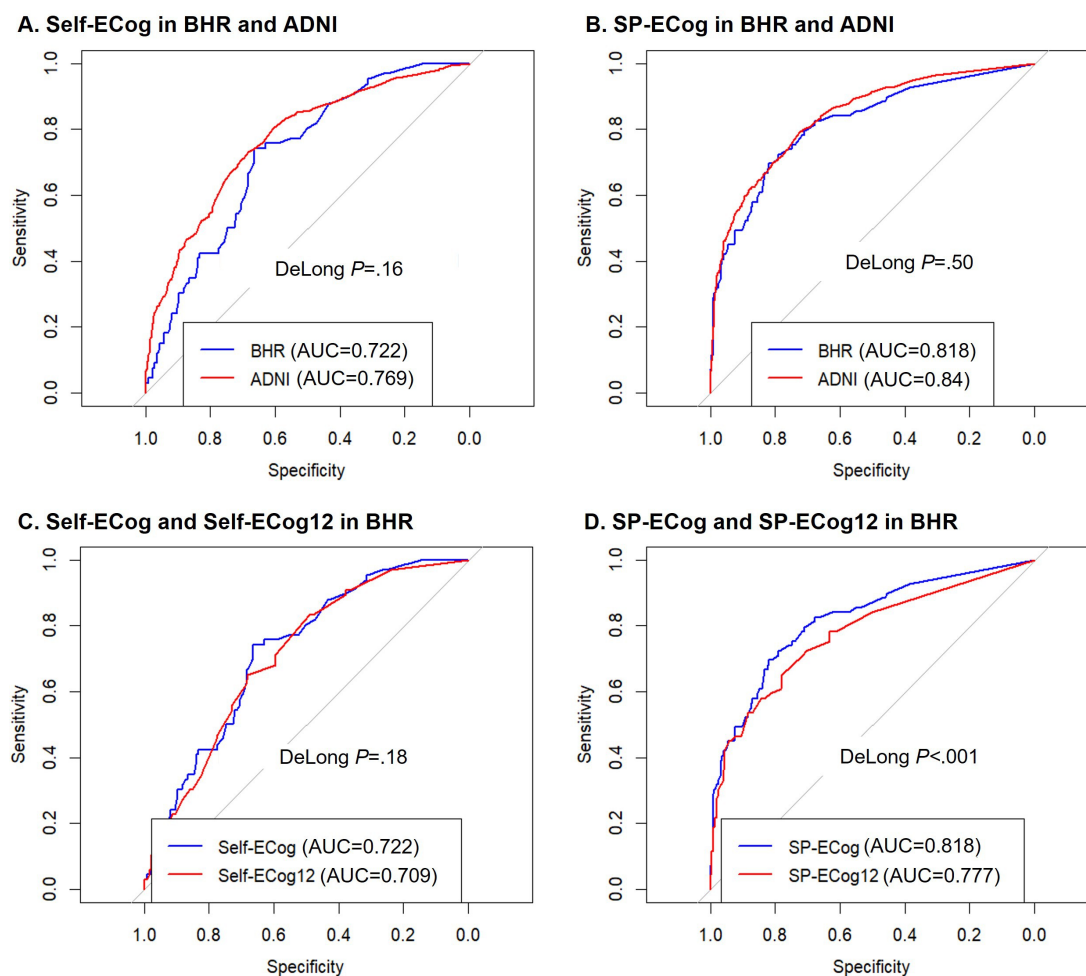 A. Self-ECog in BHR and ADNI
1.0
0.8
0.6
0.4
0.2
0.0
Sensitivity
DeLong P=.16
BHR (AUC=0.722)
ADNI (AUC=0.769)
1.0 0.8 0.6 0.4 0.2 0.0
Specificity
B. SP-ECog in BHR and ADNI
1.0
0.8
0.6
0.4
0.2
0.0
Sensitivity
DeLong P=.50
BHR (AUC=0.818)
ADNI (AUC=0.84)
1.0 0.8 0.6 0.4 0.2 0.0
Specificity
C. Self-ECog and Self-ECog12 in BHR
1.0
0.8
0.6
0.4
0.2
0.0
Sensitivity
DeLong P=.18
Self-ECog (AUC=0.722)
Self-ECog12 (AUC=0.709)
1.0 0.8 0.6 0.4 0.2 0.0
Specificity
D. SP-ECog and SP-ECog12 in BHR
1.0
0.8
0.6
0.4
0.2
0.0
Sensitivity
DeLong P<.001
SP-ECog (AUC=0.818)
SP-ECog12 (AUC=0.777)
1.0 0.8 0.6 0.4 0.2 0.0
Specificity